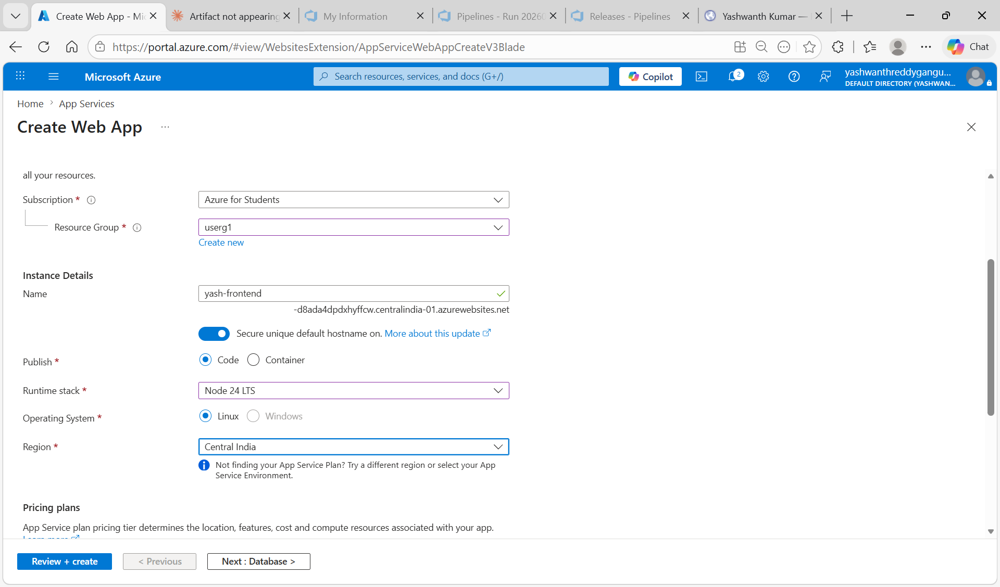 Create Web App - Mi
Artifact not appearing
My Information
Pipelines - Run 20260
Releases - Pipelines
Yashwanth Kumar —
https://portal.azure.com/#view/WebsitesExtension/AppServiceWebAppCreateV3Blade
Chat
Microsoft Azure
Search resources, services, and docs (G+/)
Copilot
2
yashwanthreddygangu...
DEFAULT DIRECTORY (YASHWAN...
Home > App Services
Create Web App ...
all your resources.
Subscription *
Azure for Students
Resource Group *
userg1
Create new
Instance Details
Name
yash-frontend
-d8ada4dpdxhyffcw.centralindia-01.azurewebsites.net
Secure unique default hostname on. More about this update
Publish *
Code
Container
Runtime stack *
Node 24 LTS
Operating System *
Linux
Windows
Region *
Central India
Not finding your App Service Plan? Try a different region or select your App
Service Environment.
Pricing plans
App Service plan pricing tier determines the location, features, cost and compute resources associated with your app.
Learn more
Review + create
< Previous
Next : Database >